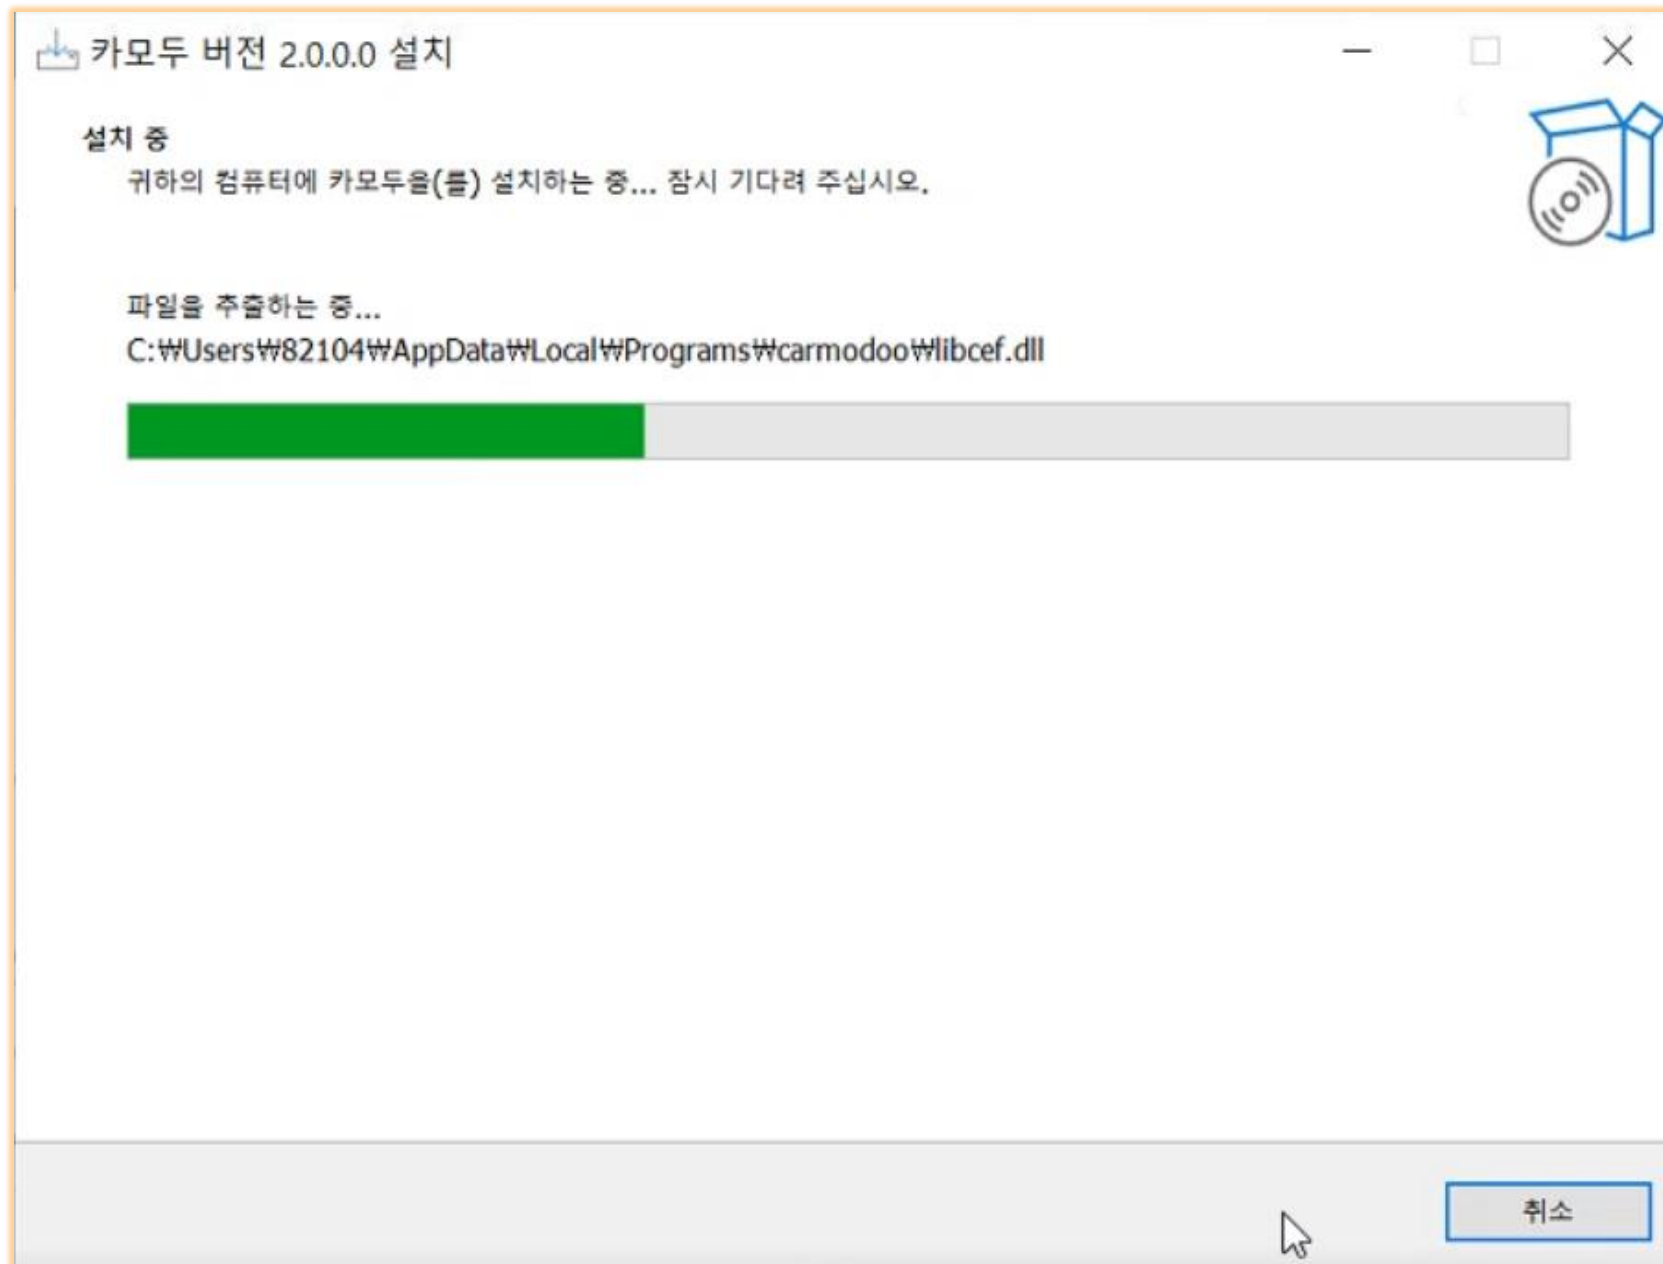 카모두 버전 2.0.0.0 설치
설치 중
귀하의 컴퓨터에 카모두을(를) 설치하는 중... 잠시 기다려 주십시오.
파일을 추출하는 중...
C:₩Users₩82104₩AppData₩Local₩Programs₩carmodoo₩libcef.dll
취소